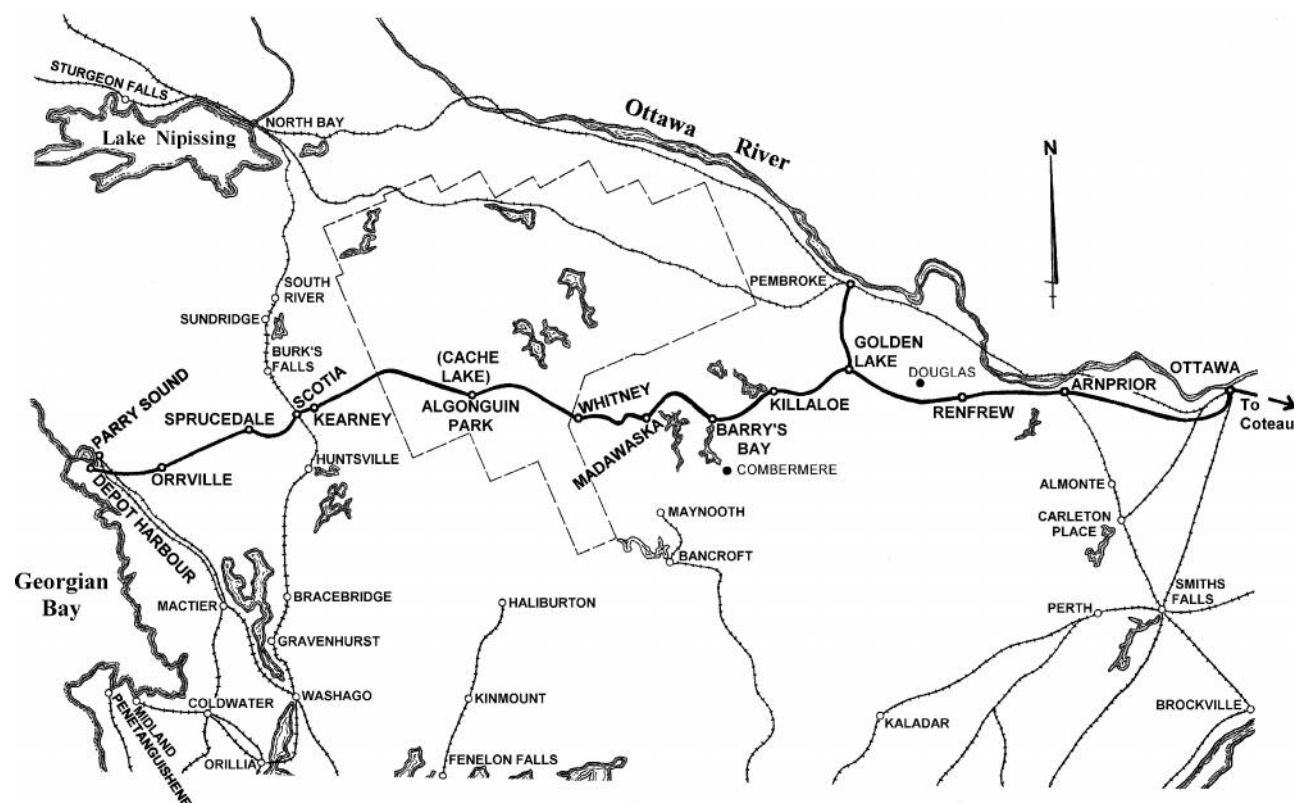 STURGEON FALLS
Lake Nipissing
NORTH BAY
Ottawa
River
N
SOUTH
RIVER
SUNDRIDGE
BURK'S
FALLS
PEMBROKE
GOLDEN
LAKE
DOUGLAS
OTTAWA
ARNPRIOR
To
Coteau
RENFREW
KILLALOE
BARRY'S
BAY
COMBERMERE
MADAWASKA
WHITNEY
(CACHE
LAKE)
ALGONGUIN
PARK
KEARNEY
SCOTIA
SPRUCEDALE
PARRY SOUND
ORRVILLE
DEPOT HARBOUR
HUNTSVILLE
MAYNOOTH
BANCROFT
ALMONTE
CARLETON
PLACE
Georgian
Bay
MACTIER
BRACEBRIDGE
HALIBURTON
PERTH
SMITHS
FALLS
GRAVENHURST
WASHAGO
COLDWATER
KINMOUNT
KALADAR
BROCKVILLE
MIDLAND
PENETANGUISHENE
ORILLIA
FENELON FALLS